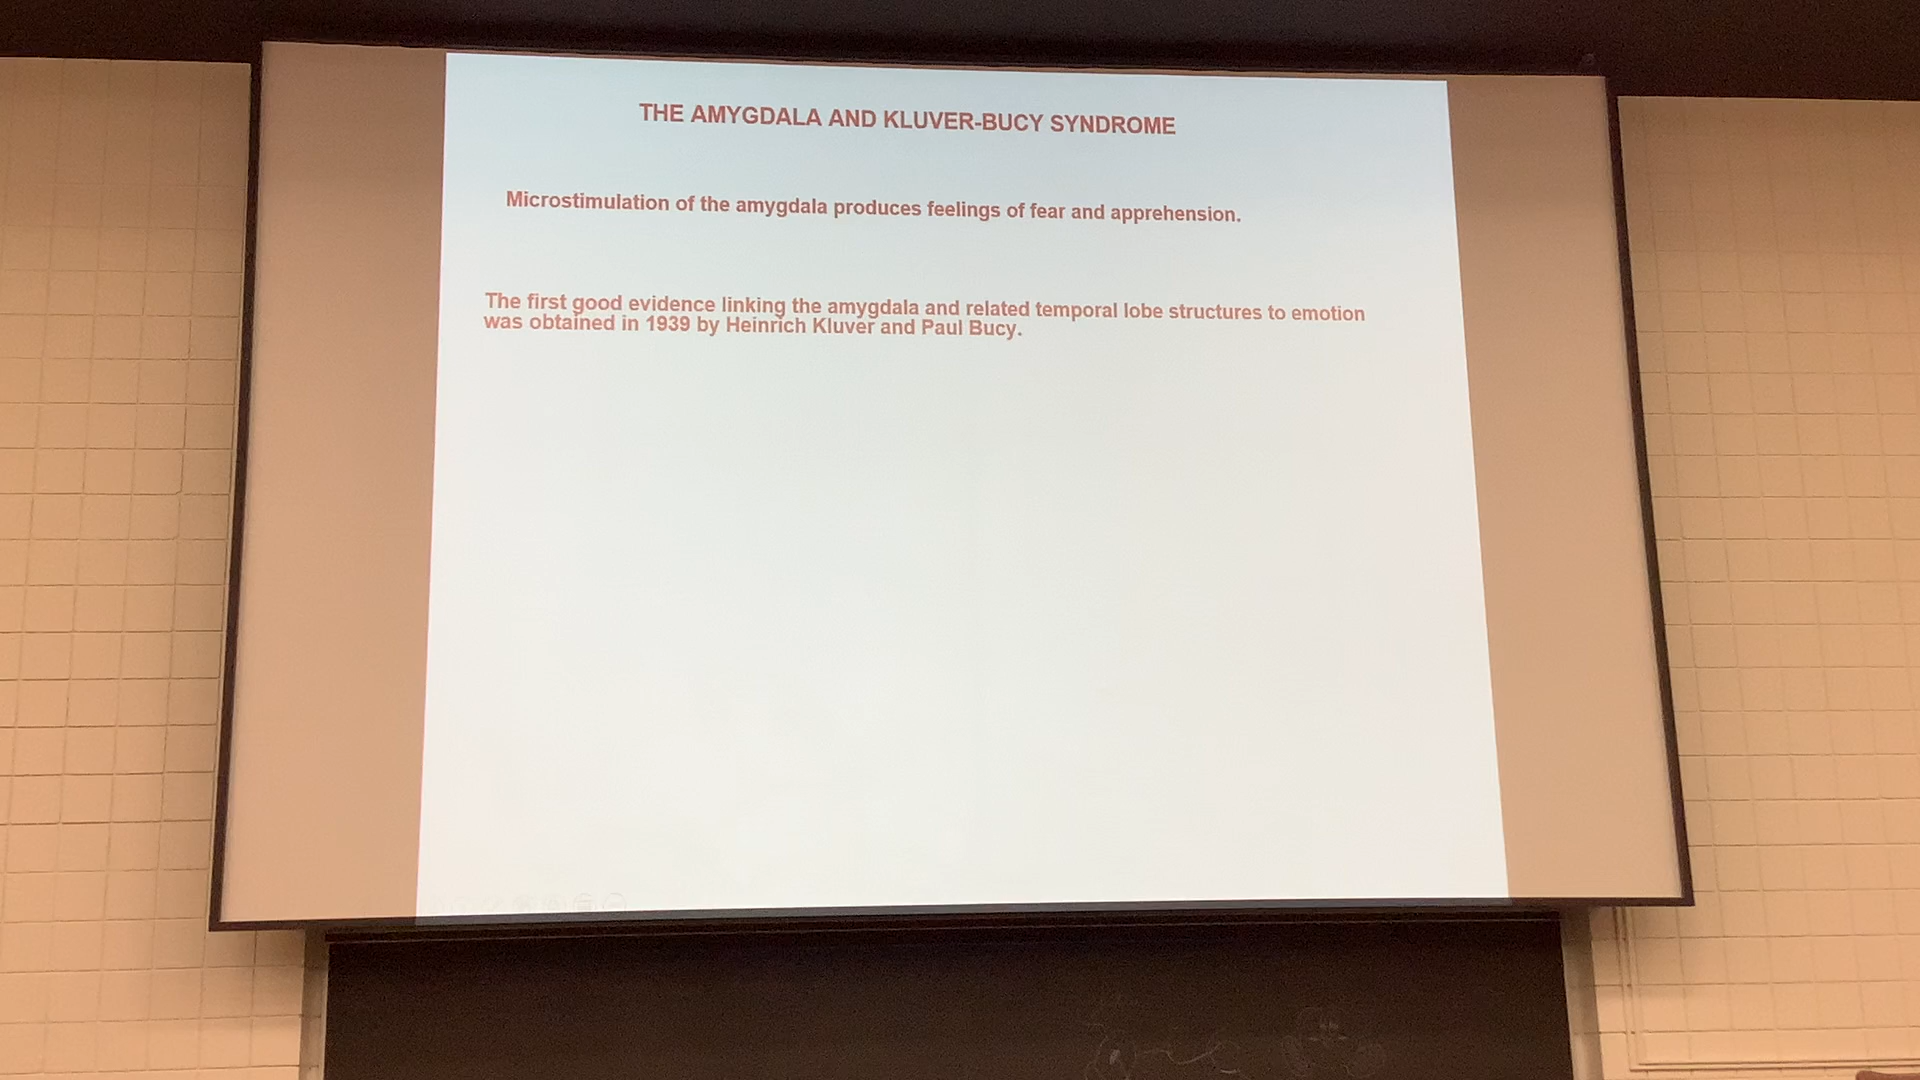 THE AMYGDALA AND KLUVER-BUCY SYNDROME
Microstimulation of the amygdala produces feelings of fear and apprehension.
The first good evidence linking the amygdala and related temporal lobe structures to emotion
was obtained in 1939 by Heinrich Kluver and Paul Bucy.